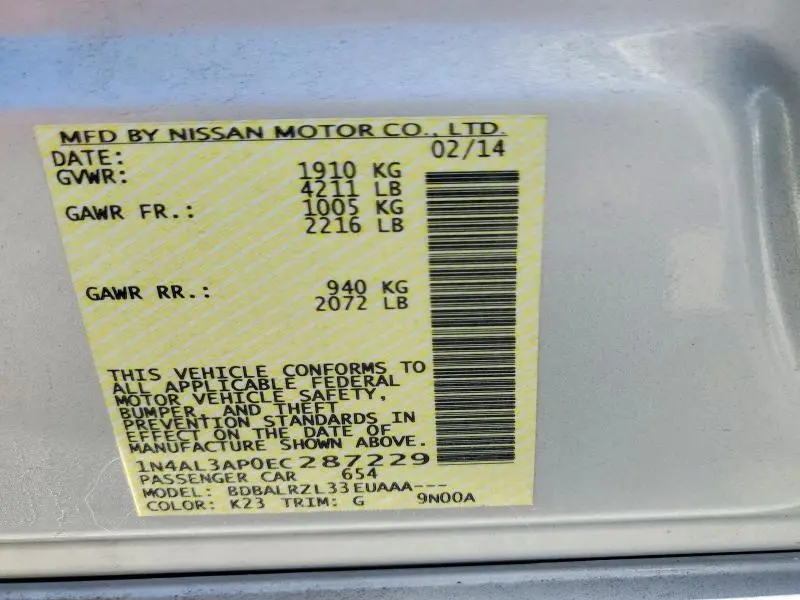 MFD BY NISSAN MOTOR CO., LTD.
DATE: 02/14
GVWR: 1910 KG
4211 LB
GAWR FR.: 1005 KG
2216 LB
GAWR RR.: 940 KG
2072 LB
THIS VEHICLE CONFORMS TO
ALL APPLICABLE FEDERAL
MOTOR VEHICLE SAFETY,
BUMPER, AND THEFT
PREVENTION STANDARDS IN
EFFECT ON THE DATE OF
MANUFACTURE SHOWN ABOVE.
1N4AL3AP0EC287229
PASSENGER CAR 654
MODEL: BDBALRZL33EUAAA---
COLOR: K23 TRIM: G 9N00A